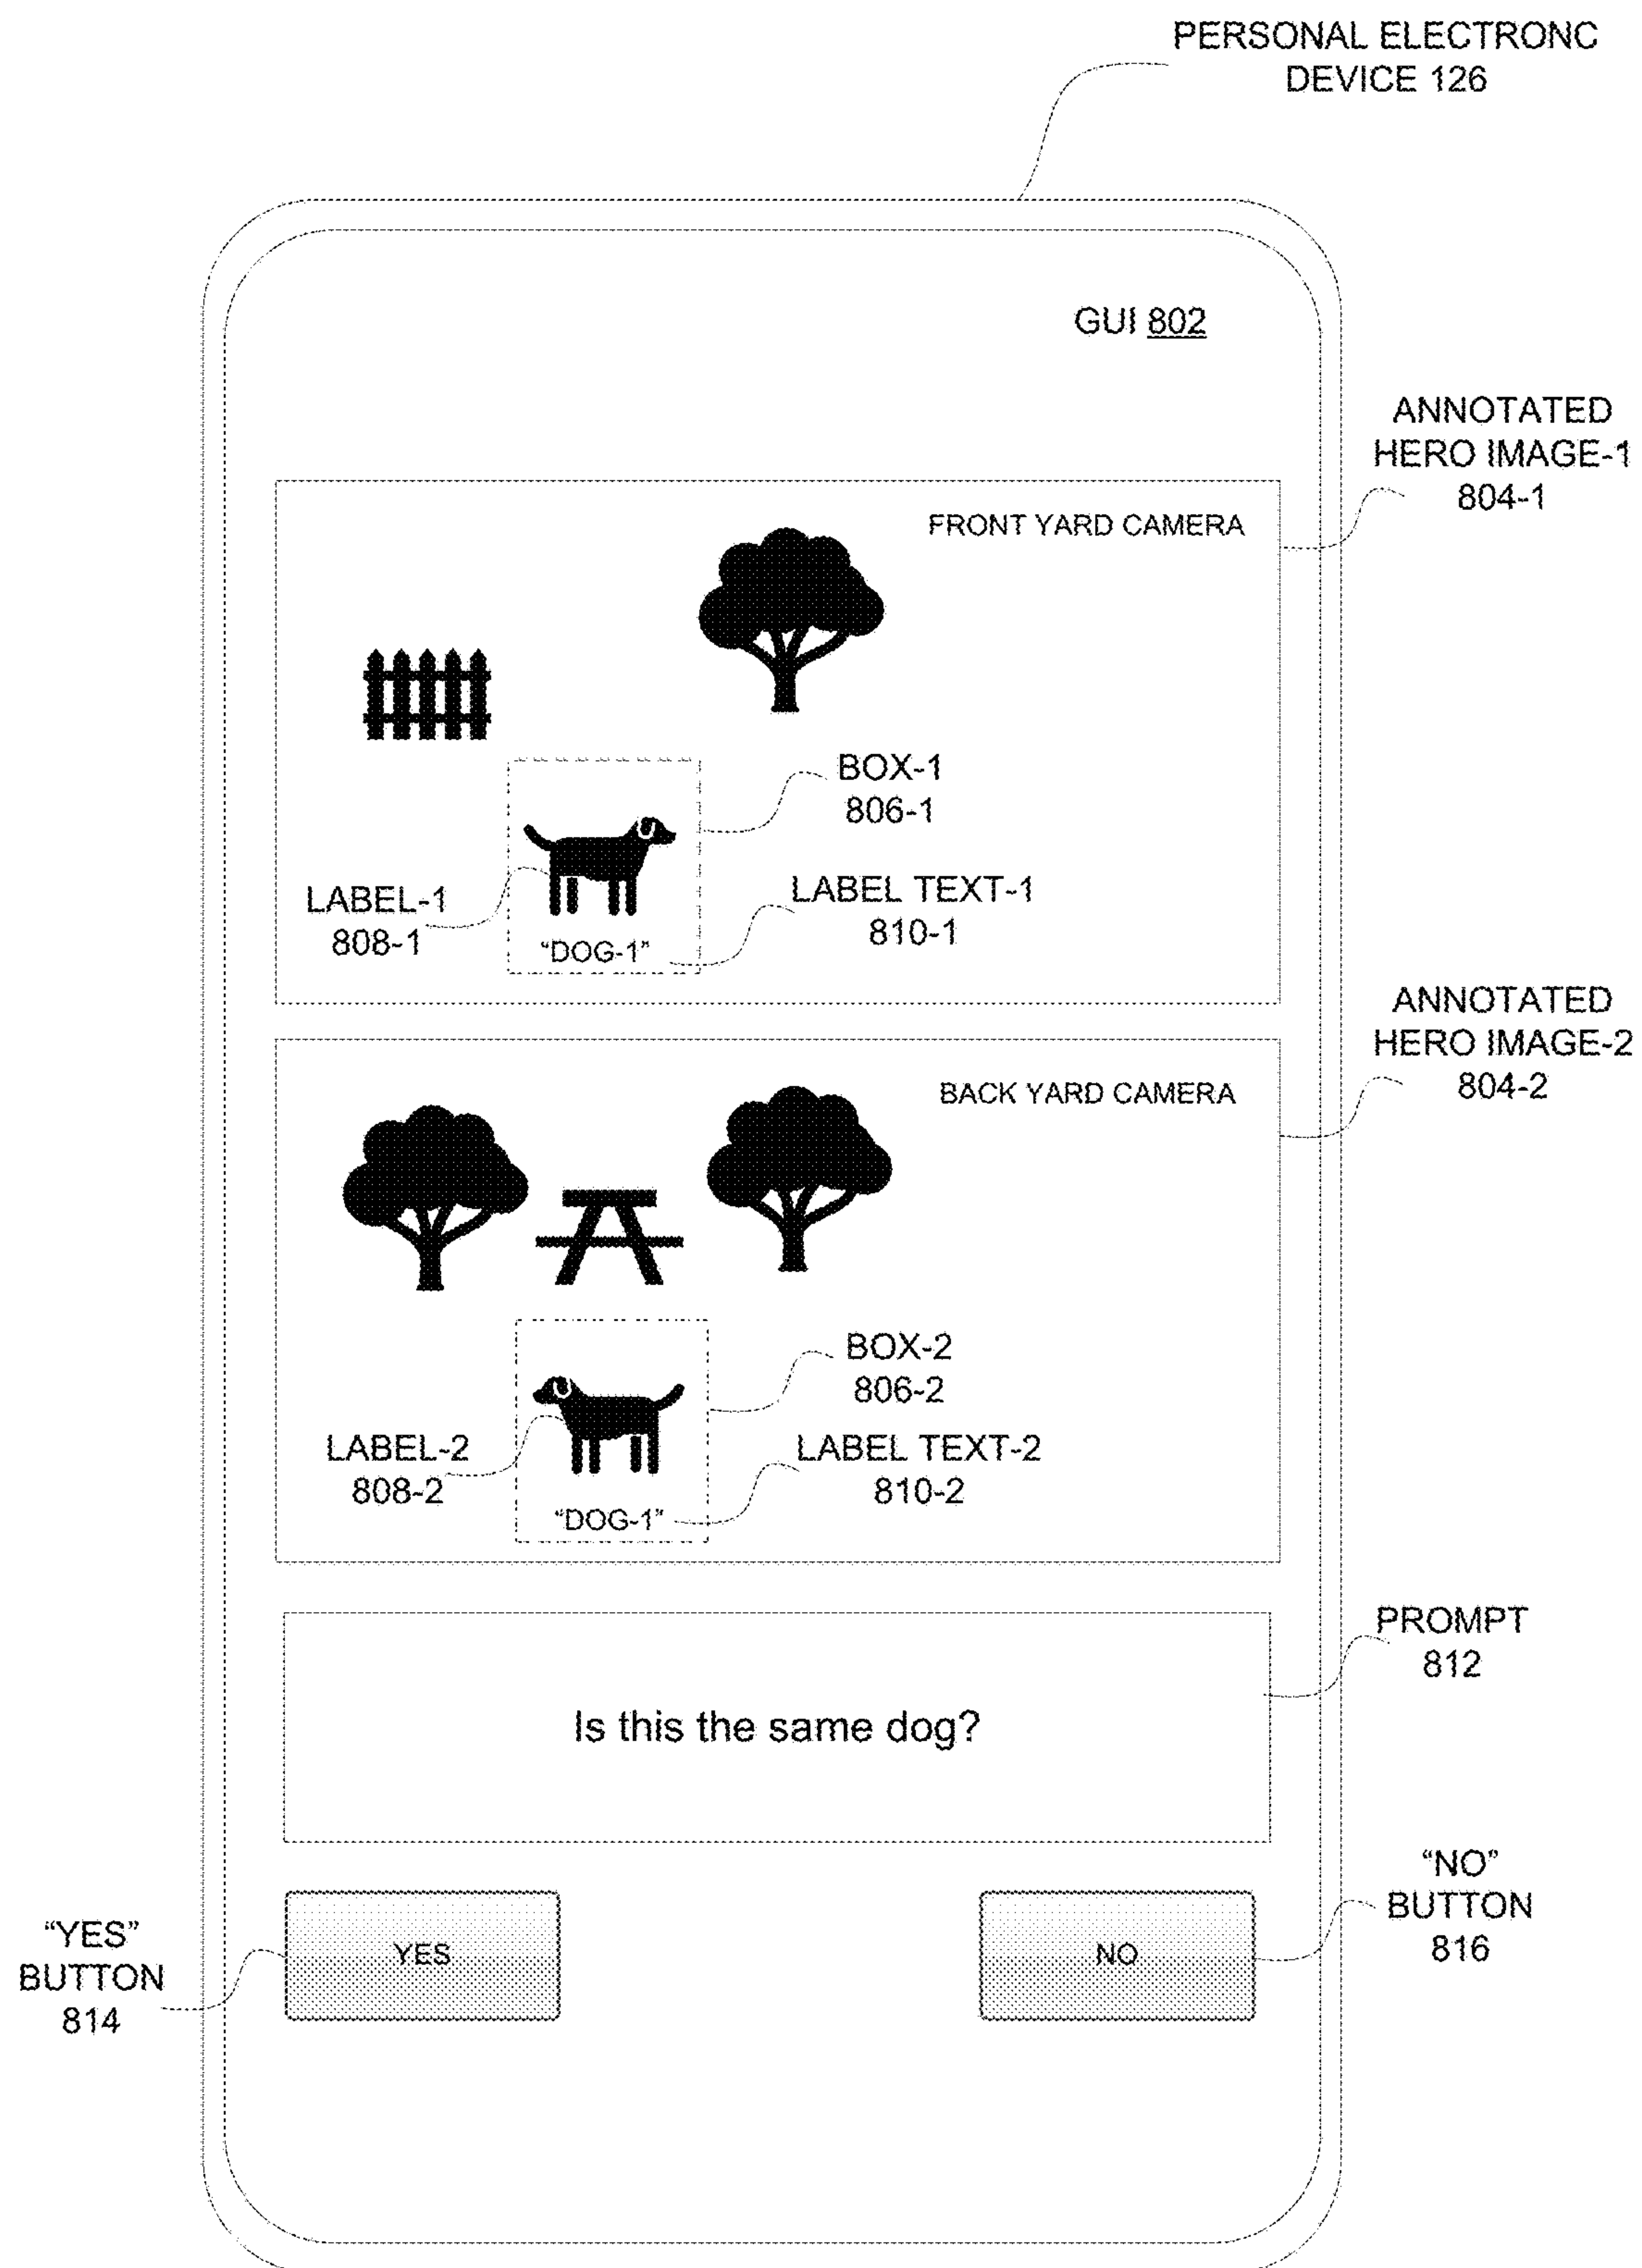 PERSONAL ELECTRONC
DEVICE 126
GUI 802
ANNOTATED
HERO IMAGE-1
804-1
FRONT YARD CAMERA
BOX-1
806-1
LABEL-1
808-1
LABEL TEXT-1
810-1
“DOG-1”
ANNOTATED
HERO IMAGE-2
804-2
BACK YARD CAMERA
BOX-2
806-2
LABEL-2
808-2
LABEL TEXT-2
810-2
“DOG-1”
PROMPT
812
Is this the same dog?
“YES”
BUTTON
814
YES
NO
“NO”
BUTTON
816